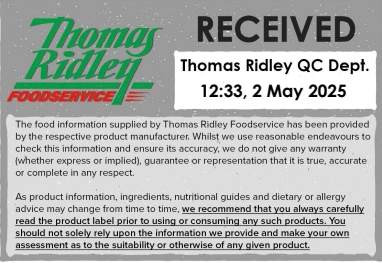 Thomas
Ridley
FOODSERVICE
RECEIVED
Thomas Ridley QC Dept.
12:33, 2 May 2025
The food information supplied by Thomas Ridley Foodservice has been provided
by the respective product manufacturer. Whilst we use reasonable endeavours to
check this information and ensure its accuracy, we do not give any warranty
(whether express or implied), guarantee or representation that it is true, accurate
or complete in any respect.
As product information, ingredients, nutritional guides and dietary or allergy
advice may change from time to time, we recommend that you always carefully
read the product label prior to using or consuming any such products. You
should not solely rely upon the information we provide and make your own
assessment as to the suitability or otherwise of any given product.